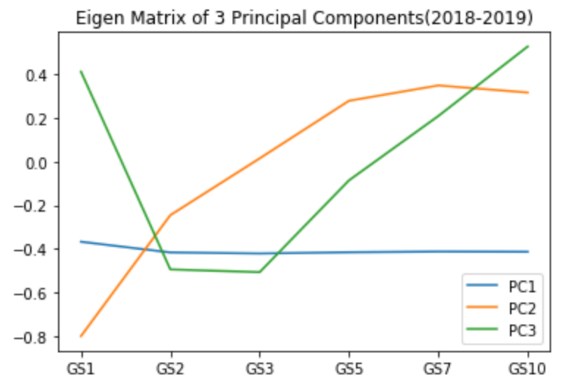 Eigen Matrix of 3 Principal Components(2018-2019)
0.4
0.2
0.0
−0.2
−0.4
−0.6
−0.8
GS1 GS2 GS3 GS5 GS7 GS10
PC1
PC2
PC3